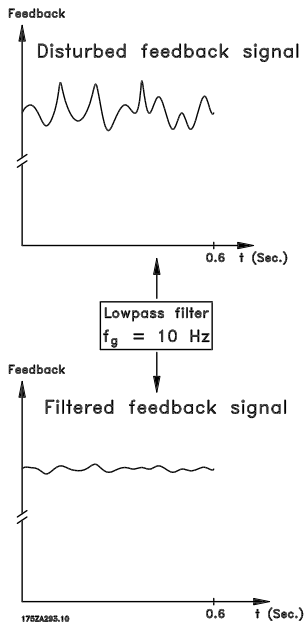 Feedback
Disturbed feedback signal
0.6 t (Sec.)
Lowpass filter
fg = 10 Hz
Feedback
Filtered feedback signal
0.6 t (Sec.)
175ZA293.10